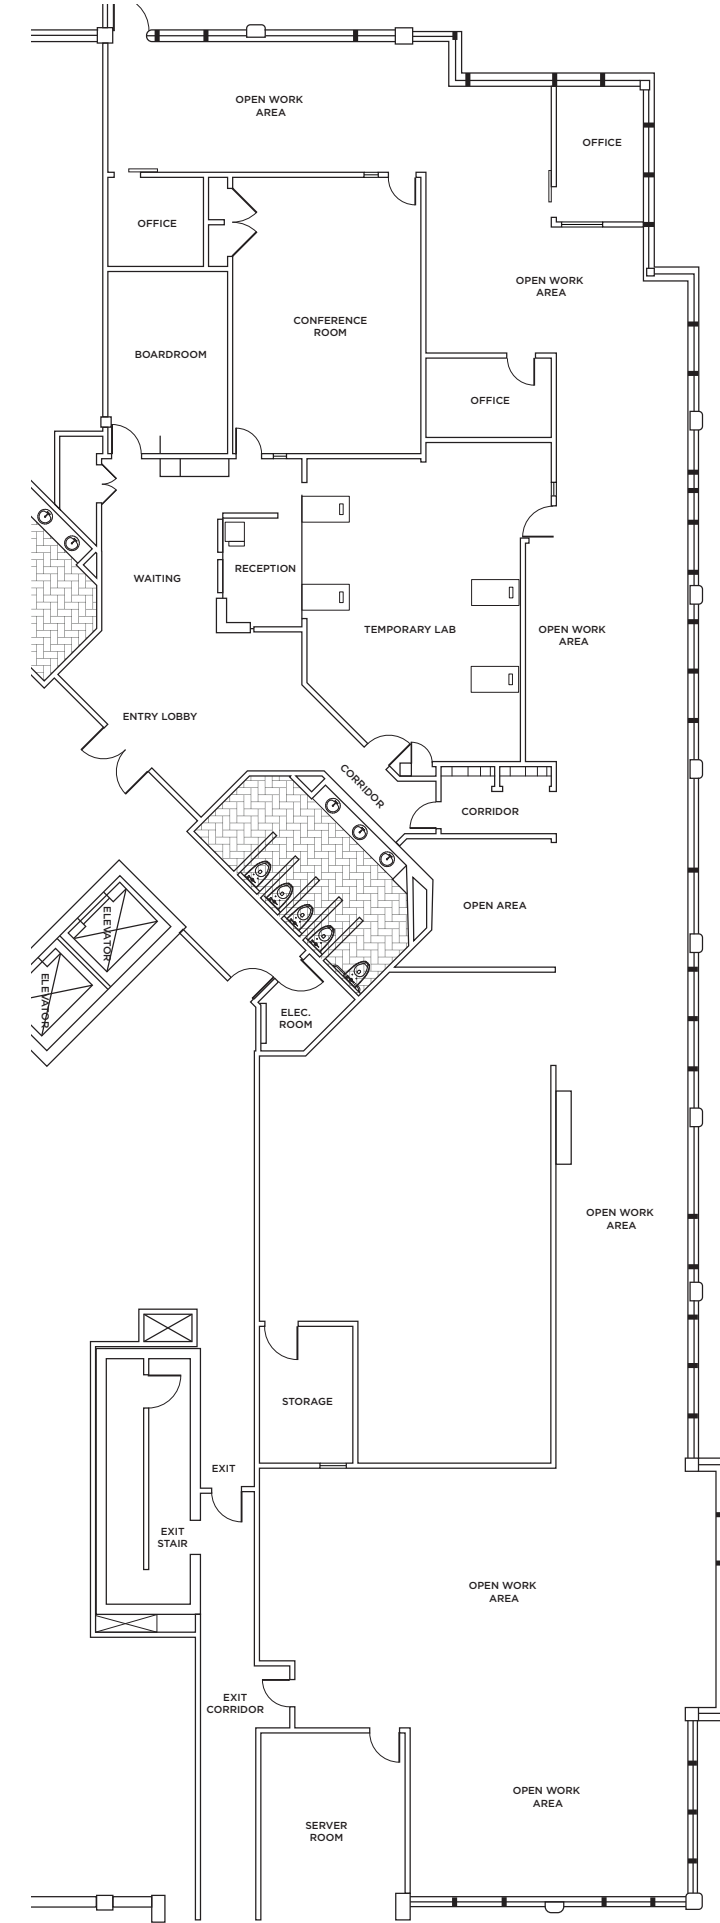 OPEN WORK
AREA
OFFICE
OFFICE
OPEN WORK
AREA
CONFERENCE
ROOM
BOARDROOM
OFFICE
RECEPTION
WAITING
TEMPORARY LAB
OPEN WORK
AREA
ENTRY LOBBY
CORRIDOR
CORRIDOR
OPEN AREA
ELEVATOR
ELEVATOR
ELEC.
ROOM
OPEN WORK
AREA
STORAGE
EXIT
EXIT
STAIR
OPEN WORK
AREA
EXIT
CORRIDOR
OPEN WORK
AREA
SERVER
ROOM